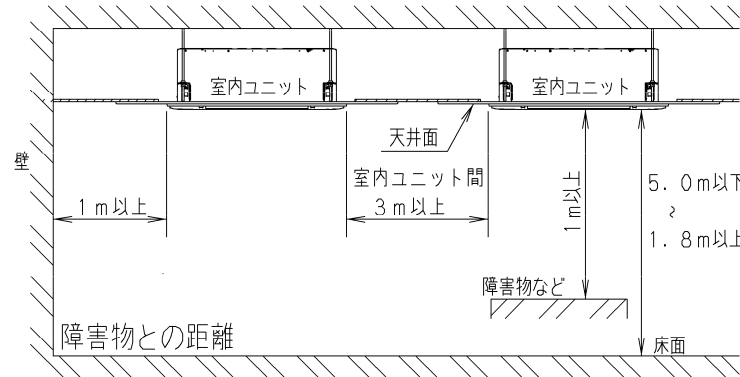 室内ユニット
室内ユニット
天井面
壁
室内ユニット間
1m以上
3m以上
1m以上
5.0m以下
~
1.8m以上
障害物など
障害物との距離
床面